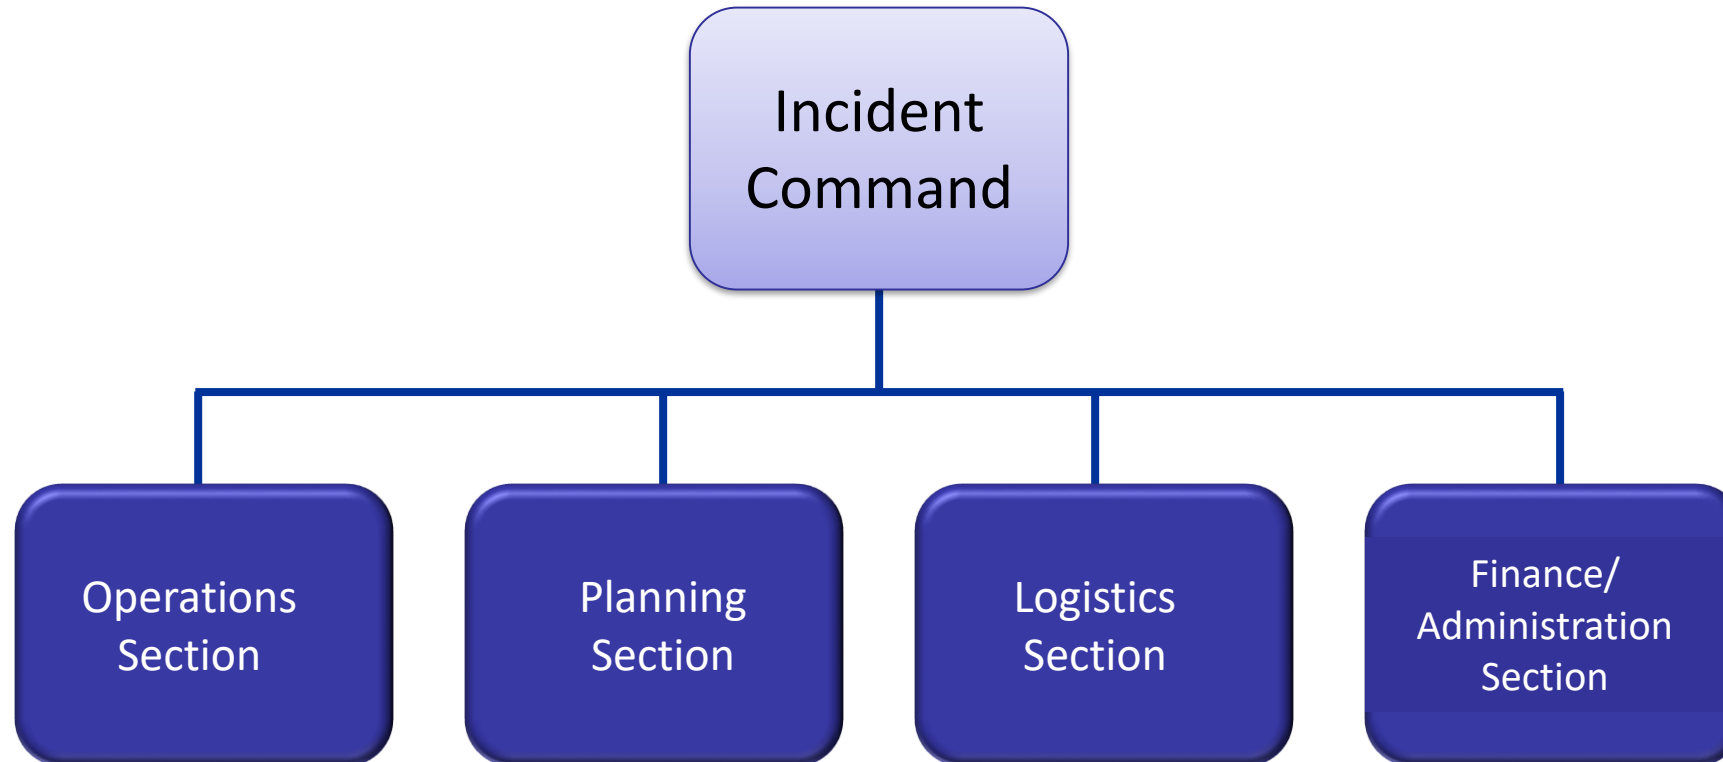 Incident
Command
Operations
Section
Planning
Section
Logistics
Section
Finance/
Administration
Section